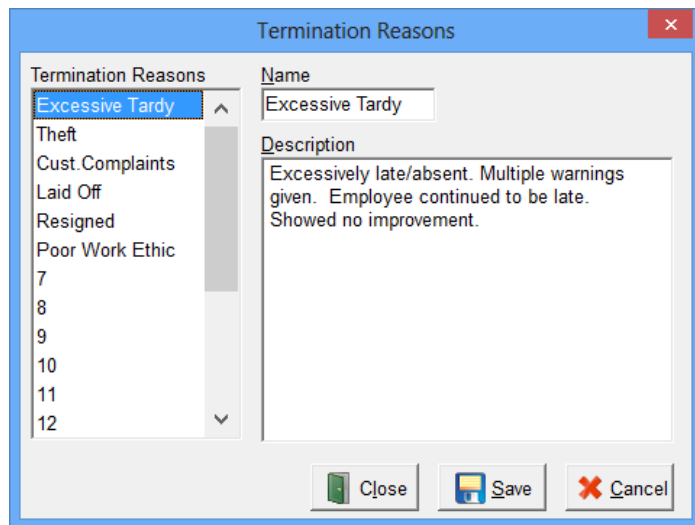 Termination Reasons
Termination Reasons
Excessive Tardy
Theft
Cust.Complaints
Laid Off
Resigned
Poor Work Ethic
7
8
9
10
11
12
Name
Excessive Tardy
Description
Excessively late/absent. Multiple warnings
given.  Employee continued to be late.
Showed no improvement.
Close
Save
Cancel